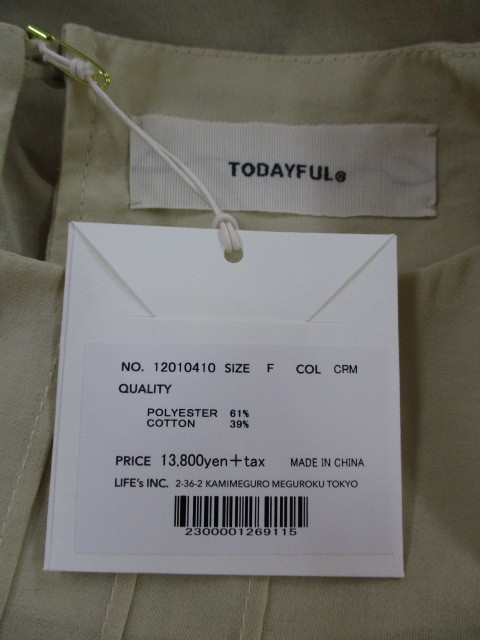 TODAYFUL®
NO. 12010410 SIZE F COL CRM
QUALITY
POLYESTER 61%
COTTON 39%
PRICE 13,800yen+tax MADE IN CHINA
LIFE's INC. 2-36-2 KAMIMEGURO MEGUROKU TOKYO
2300001269115